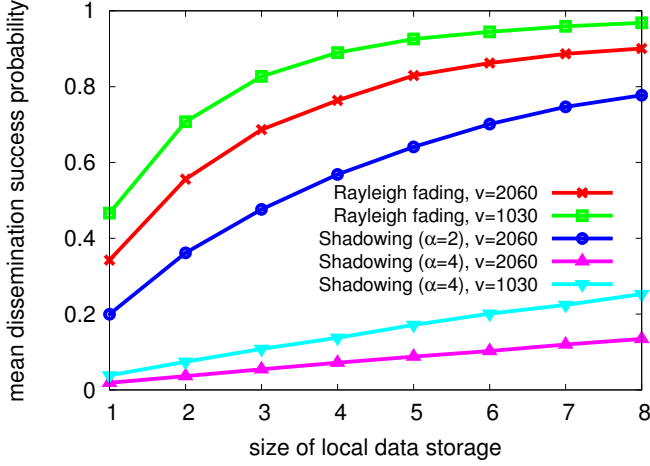 mean dissemination success probability
1
0.8
0.6
0.4
0.2
0
Rayleigh fading, v=2060
Rayleigh fading, v=1030
Shadowing (α=2), v=2060
Shadowing (α=4), v=2060
Shadowing (α=4), v=1030
1 2 3 4 5 6 7 8
size of local data storage